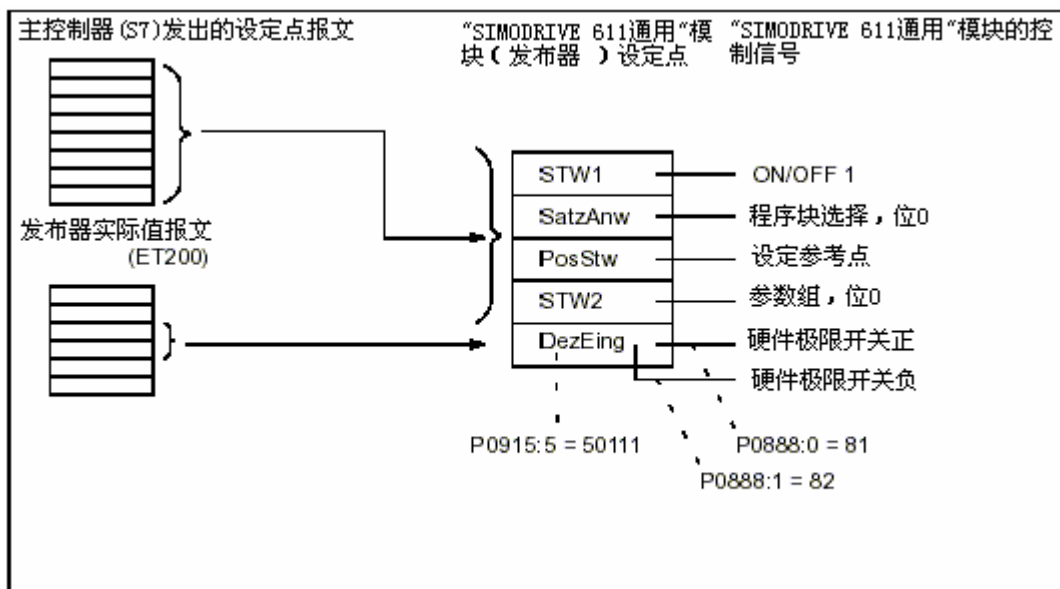 主控制器(S7)发出的设定点报文
"SIMODRIVE 611通用"模
块(发布器 )设定点
"SIMODRIVE 611通用"模块的控
制信号
发布器实际值报文
(ET200)
STW1
ON/OFF 1
SatzAnw
程序块选择,位0
PosStw
设定参考点
STW2
参数组,位0
DezEing
硬件极限开关正
硬件极限开关负
P0915:5 = 50111
P0888:0 = 81
P0888:1 = 82